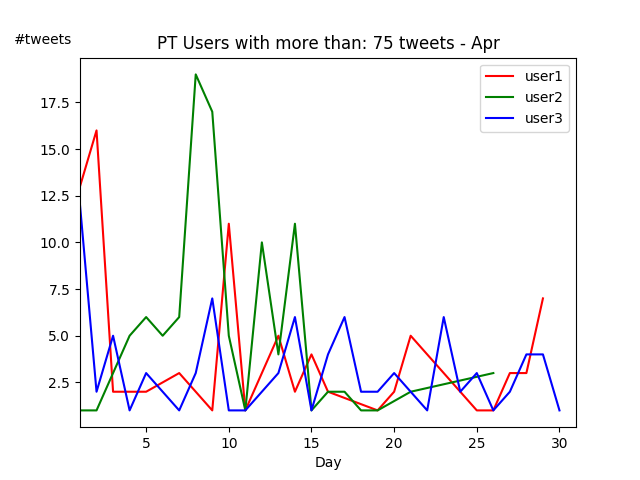 #tweets
PT Users with more than: 75 tweets - Apr
user1
user2
user3
17.5
15.0
12.5
10.0
7.5
5.0
2.5
5 10 15 20 25 30
Day